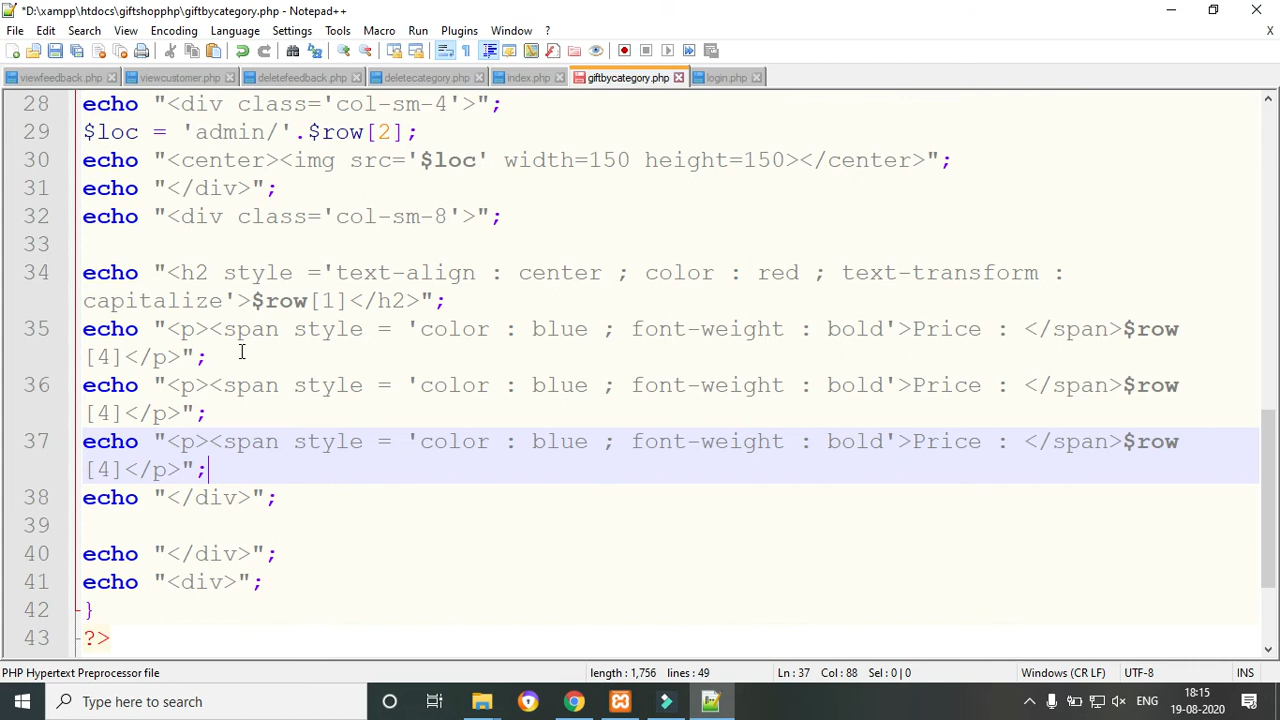 *D:\xampp\htdocs\giftshopphp\giftbycategory.php - Notepad++
File Edit Search View Encoding Language Settings Tools Macro Run Plugins Window ?
X
viewfeedback.php viewcustomer.php deletefeedback.php deletecategory.php index.php giftbycategory.php login.php
28 echo "<div class='col-sm-4'>";
29 $loc = 'admin/'.$row[2];
30 echo "<center><img src='$loc' width=150 height=150></center>";
31 echo "</div>";
32 echo "<div class='col-sm-8'>";
33
34 echo "<h2 style ='text-align : center ; color : red ; text-transform :
capitalize'>$row[1]</h2>";
35 echo "<p><span style = 'color : blue ; font-weight : bold'>Price : </span>$row
[4]</p>";
36 echo "<p><span style = 'color : blue ; font-weight : bold'>Price : </span>$row
[4]</p>";
37 echo "<p><span style = 'color : blue ; font-weight : bold'>Price : </span>$row
[4]</p>";
38 echo "</div>";
39
40 echo "</div>";
41 echo "<div>";
42 }
43 ?>
PHP Hypertext Preprocessor file length : 1,756 lines : 49 Ln : 37 Col : 88 Sel : 0 | 0 Windows (CR LF) UTF-8 INS
Type here to search ENG 18:15
19-08-2020